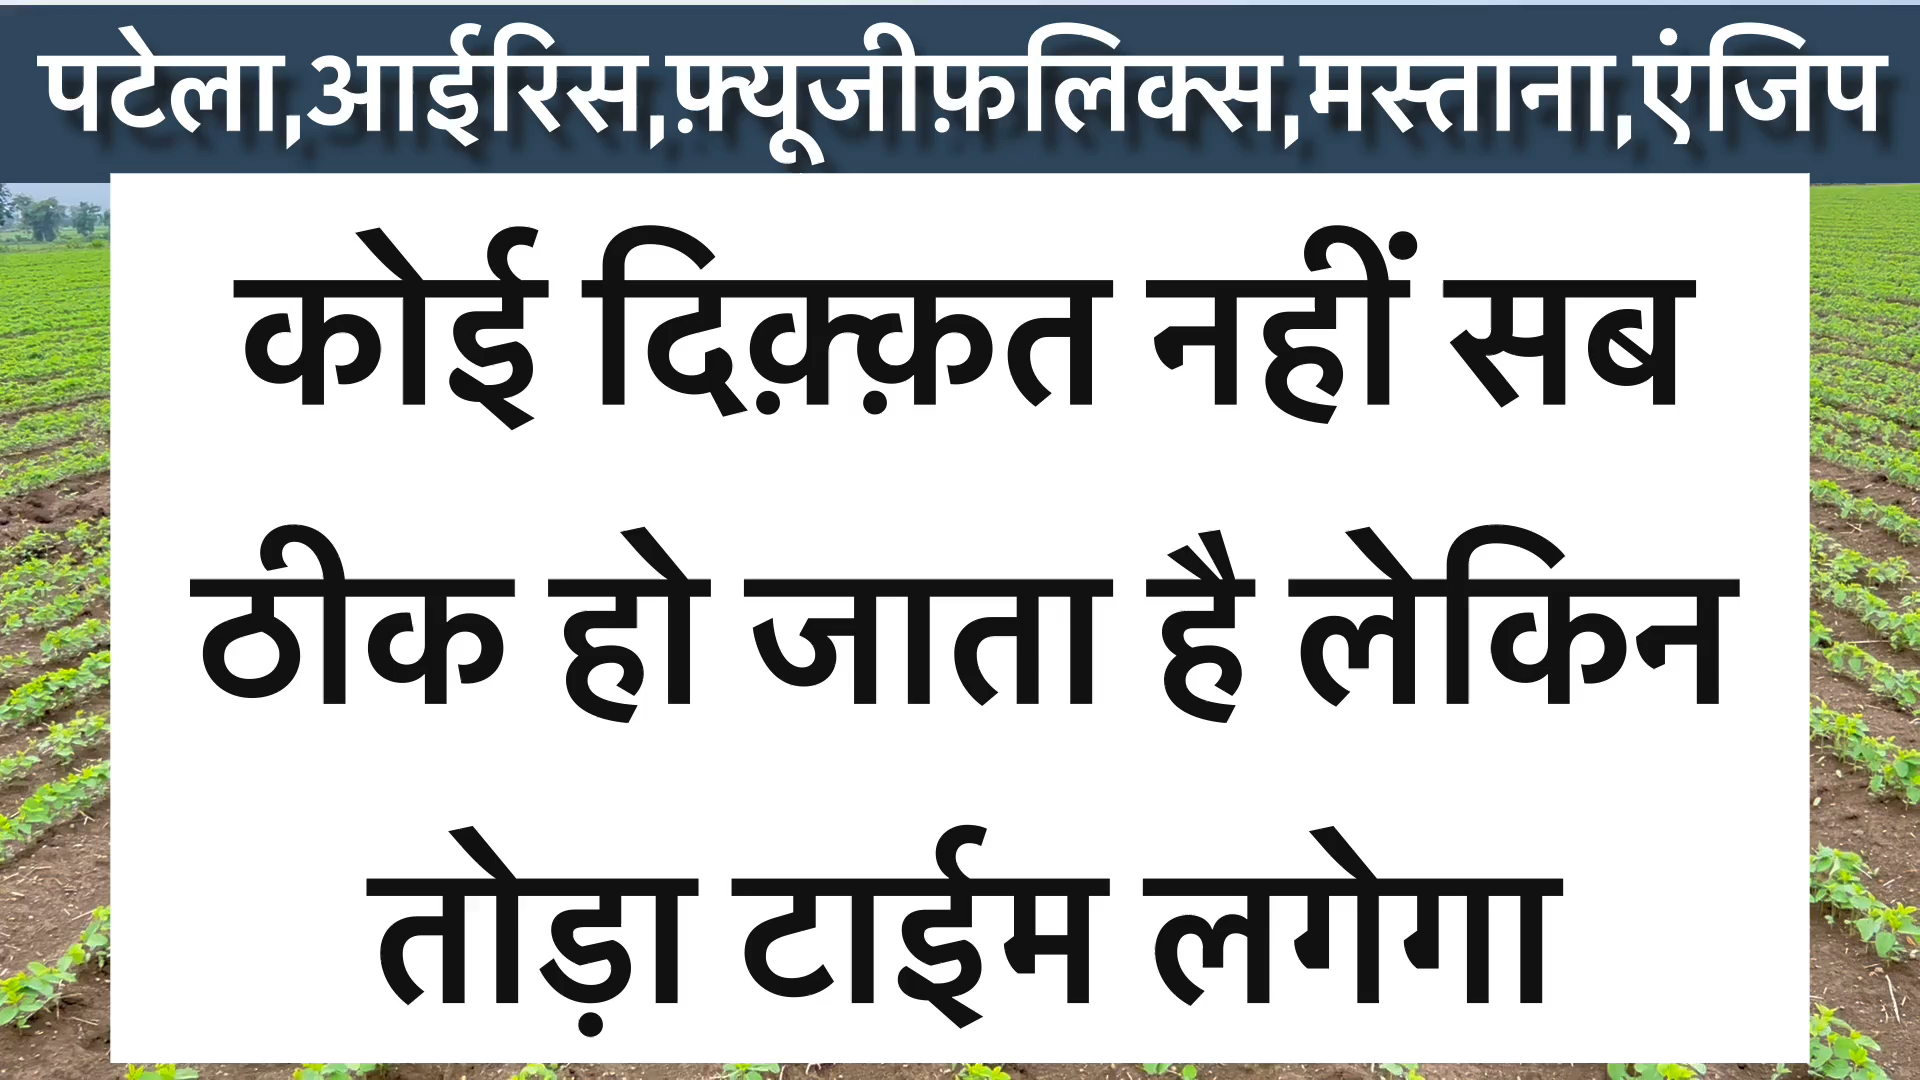 पटेला,आईरिस,फ़्यूजीफ़लिक्स,मस्ताना,एंजिप
कोई दिक़्क़त नहीं सब
ठीक हो जाता है लेकिन
तोड़ा टाईम लगेगा